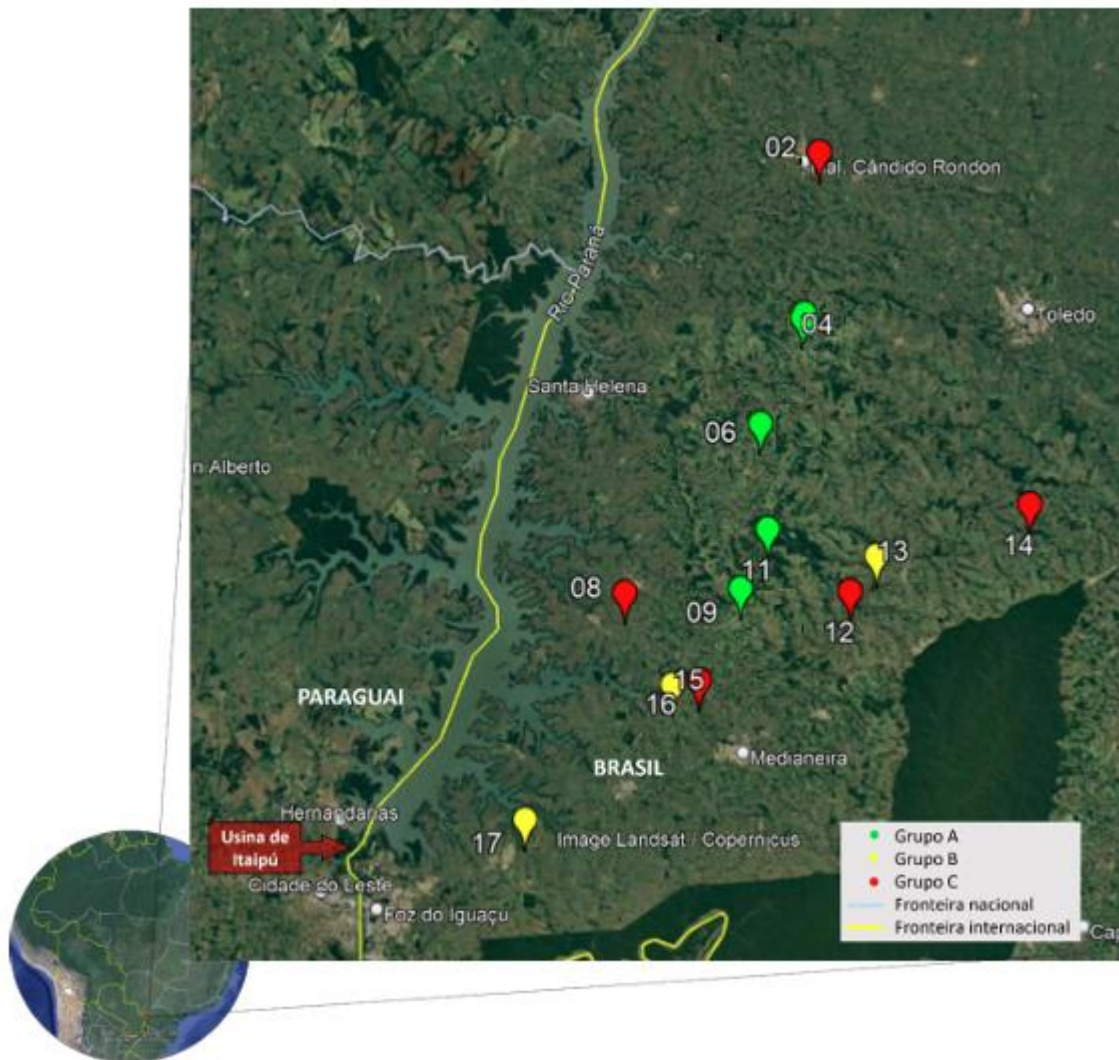 02
Mal. Cândido Rondon
Rio Paraná
04
Toledo
Santa Helena
06
n Alberto
14
13
11
08
09
12
15
16
PARAGUAI
BRASIL
Medianeira
Hernandarias
Usina de
Itaipú
17
Image Landsat / Copernicus
Cidade do Leste
Foz do Iguaçu
Grupo A
Grupo B
Grupo C
Fronteira nacional
Fronteira internacional
Cap